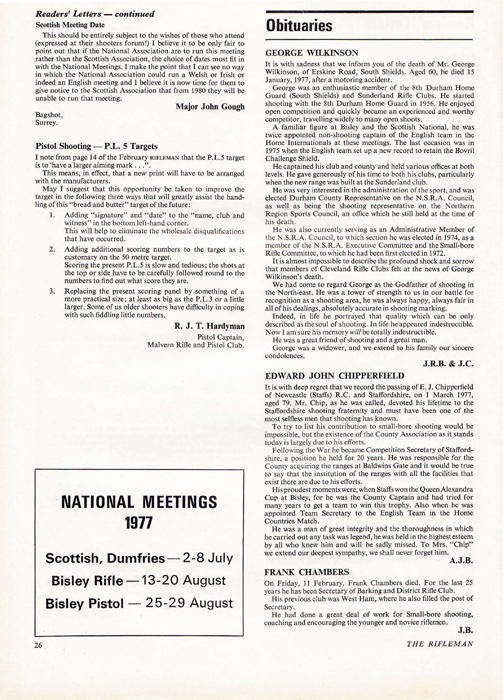 Readers' Letters — continued
Scottish Meeting Date
This should be entirely subject to the wishes of those who attend
(expressed at their shooters forum!) I believe it to be only fair to
point out that if the National Association are to run this meeting
rather than the Scottish Association, the choice of dates must fit in
with the National Meetings. I make the point that I can see no way
in which the National Association could run a Welsh or Irish or
indeed an English meeting and I believe it is now time for them to
give notice to the Scottish Association that from 1980 they will be
unable to run that meeting.
Major John Gough
Bagshot,
Surrey.
Pistol Shooting — P.L. 5 Targets
I note from page 14 of the February RIFLEMAN that the P.L.5 target
is to 'have a larger aiming mark . . .".
This means, in effect, that a new print will have to be arranged
with the manufacturers.
May I suggest that this opportunity be taken to improve the
target in the following three ways that will greatly assist the hand-
ling of this "bread and butter" target of the future:
1. Adding "signature" and "date" to the "name, club and
witness" in the bottom left-hand corner.
This will help to eliminate the wholesale disqualifications
that have occurred.
2. Adding additional scoring numbers to the target as is
customary on the 50 metre target.
Scoring the present P.L.5 is slow and tedious; the shots at
the top or side have to be carefully followed round to the
numbers to find out what score they are.
3. Replacing the present scoring panel by something of a
more practical size; at least as big as the P.L.3 or a little
larger. Some of us older shooters have difficulty in coping
with such fiddling little numbers.
R. J. T. Hardyman
Pistol Captain,
Malvern Rifle and Pistol Club.
NATIONAL MEETINGS
1977
Scottish, Dumfries — 2-8 July
Bisley Rifle — 13-20 August
Bisley Pistol — 25-29 August
26
Obituaries
GEORGE WILKINSON
It is with sadness that we inform you of the death of Mr. George
Wilkinson, of Erskine Road, South Shields. Aged 60, he died 15
January, 1977, after a motoring accident.
George was an enthusiastic member of the 8th Durham Home
Guard (South Shields) and Sunderland Rifle Clubs. He started
shooting with the 8th Durham Home Guard in 1956. He enjoyed
open competition and quickly became an experienced and worthy
competitor, travelling widely to many open shoots.
A familiar figure at Bisley and the Scottish National, he was
twice appointed non-shooting captain of the English team in the
Home Internationals at these meetings. The last occasion was in
1975 when the English team set up a new record to retain the Bovril
Challenge Shield.
He captained his club and county and held various offices at both
levels. He gave generously of his time to both his clubs, particularly
when the new range was built at the Sunderland club.
He was very interested in the administration of the sport, and was
elected Durham County Representative on the N.S.R.A. Council,
as well as being the shooting representative on the Northern
Region Sports Council, an office which he still held at the time of
his death.
He was also currently serving as an Administrative Member of
the N.S.R.A. Council, to which section he was elected in 1974, as a
member of the N.S.R.A. Executive Committee and the Small-bore
Rifle Committee, to which he had been first elected in 1972.
It is almost impossible to describe the profound shock and sorrow
that members of Cleveland Rifle Clubs felt at the news of George
Wilkinson's death.
We had come to regard George as the Godfather of shooting in
the North-east. He was a tower of strength to us in our battle for
recognition as a shooting area, he was always happy, always fair in
all of his dealings, absolutely accurate in shooting marking.
Indeed, in life he portrayed that quality which can be only
described as the soul of shooting. In life he appeared indestructible.
Now I am sure his memory will be totally indestructible.
He was a great friend of shooting and a great man.
George was a widower, and we extend to his family our sincere
condolences.
J.R.B. & J.C.
EDWARD JOHN CHIPPERFIELD
It is with deep regret that we record the passing of E. J. Chipperfield
of Newcastle (Staffs) R.C. and Staffordshire, on 1 March 1977,
aged 79. Mr. Chip, as he was called, devoted his lifetime to the
Staffordshire shooting fraternity and must have been one of the
most selfless men that shooting has known.
To try to list his contribution to small-bore shooting would be
impossible, but the existence of the County Association as it stands
today is largely due to his efforts.
Following the War he became Competition Secretary of Stafford-
shire, a position he held for 20 years. He was responsible for the
County acquiring the ranges at Baldwins Gate and it would be true
to say that the institution of the ranges with all the facilities that
exist there are due to his efforts.
His proudest moments were, when Staffs won the Queen Alexandra
Cup at Bisley, for he was the County Captain and had tried for
many years to get a team to win this trophy. Also when he was
appointed Team Secretary to the English Team in the Home
Countries Match.
He was a man of great integrity and the thoroughness in which
he carried out any task was legend, he was held in the highest esteem
by all who knew him and will be sadly missed. To Mrs. "Chip"
we extend our deepest sympathy, we shall never forget him.
A.J.B.
FRANK CHAMBERS
On Friday, 11 February, Frank Chambers died. For the last 25
years he has been Secretary of Barking and District Rifle Club.
His previous club was West Ham, where he also filled the post of
Secretary.
He had done a great deal of work for Small-bore shooting,
coaching and encouraging the younger and novice riflemen.
J.B.
THE RIFLEMAN